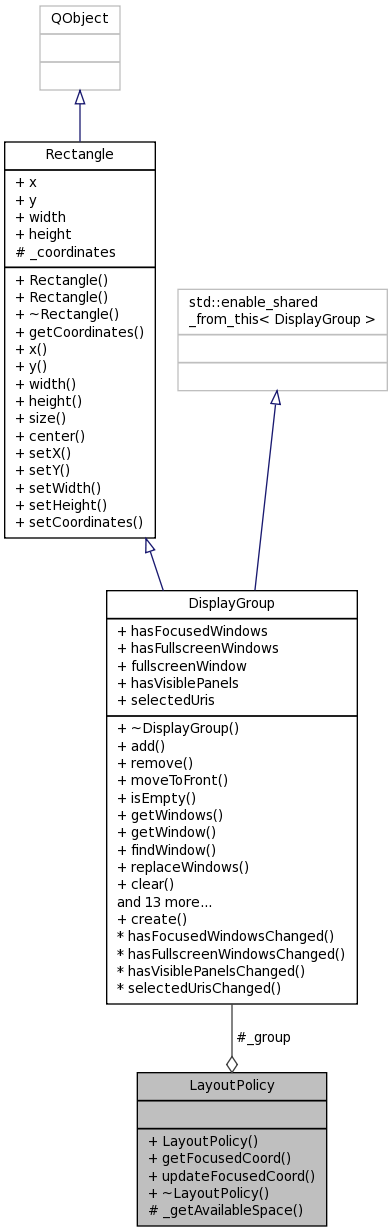 QObject
Rectangle
+ x
+ y
+ width
+ height
# _coordinates
+ Rectangle()
+ Rectangle()
+ ~Rectangle()
+ getCoordinates()
+ x()
+ y()
+ width()
+ height()
+ size()
+ center()
+ setX()
+ setY()
+ setWidth()
+ setHeight()
+ setCoordinates()
std::enable_shared
_from_this< DisplayGroup >
DisplayGroup
+ hasFocusedWindows
+ hasFullscreenWindows
+ fullscreenWindow
+ hasVisiblePanels
+ selectedUris
+ ~DisplayGroup()
+ add()
+ remove()
+ moveToFront()
+ isEmpty()
+ getWindows()
+ getWindow()
+ findWindow()
+ replaceWindows()
+ clear()
and 13 more...
+ create()
* hasFocusedWindowsChanged()
* hasFullscreenWindowsChanged()
* hasVisiblePanelsChanged()
* selectedUrisChanged()
#_group
LayoutPolicy
+ LayoutPolicy()
+ getFocusedCoord()
+ updateFocusedCoord()
+ ~LayoutPolicy()
# _getAvailableSpace()